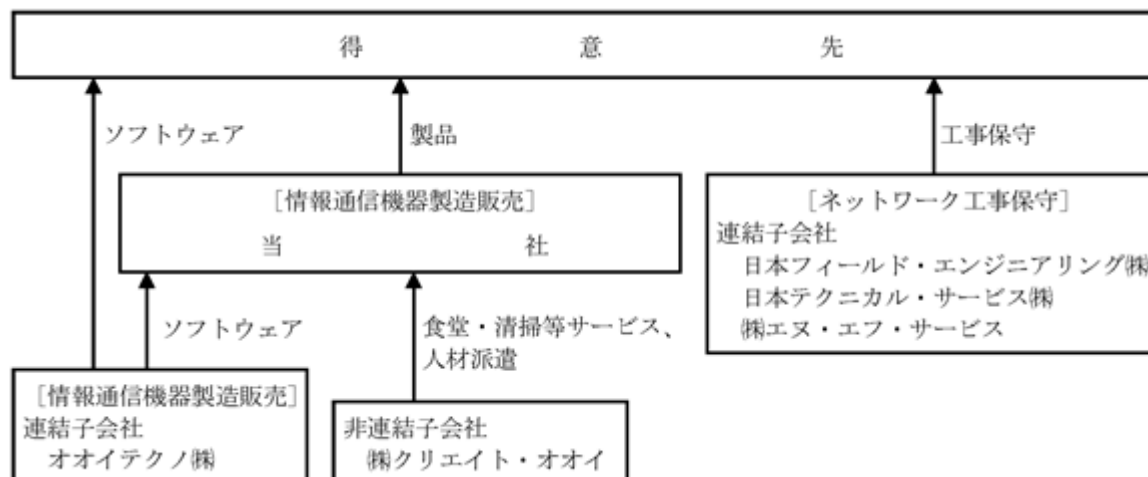 得意先
ソフトウェア
製品
工事保守
［情報通信機器製造販売］
当社
［ネットワーク工事保守］
連結子会社
日本フィールド・エンジニアリング㈱
日本テクニカル・サービス㈱
㈱エヌ・エフ・サービス
ソフトウェア
食堂・清掃等サービス、
人材派遣
［情報通信機器製造販売］
連結子会社
オオイテクノ㈱
非連結子会社
㈱クリエイト・オオイ